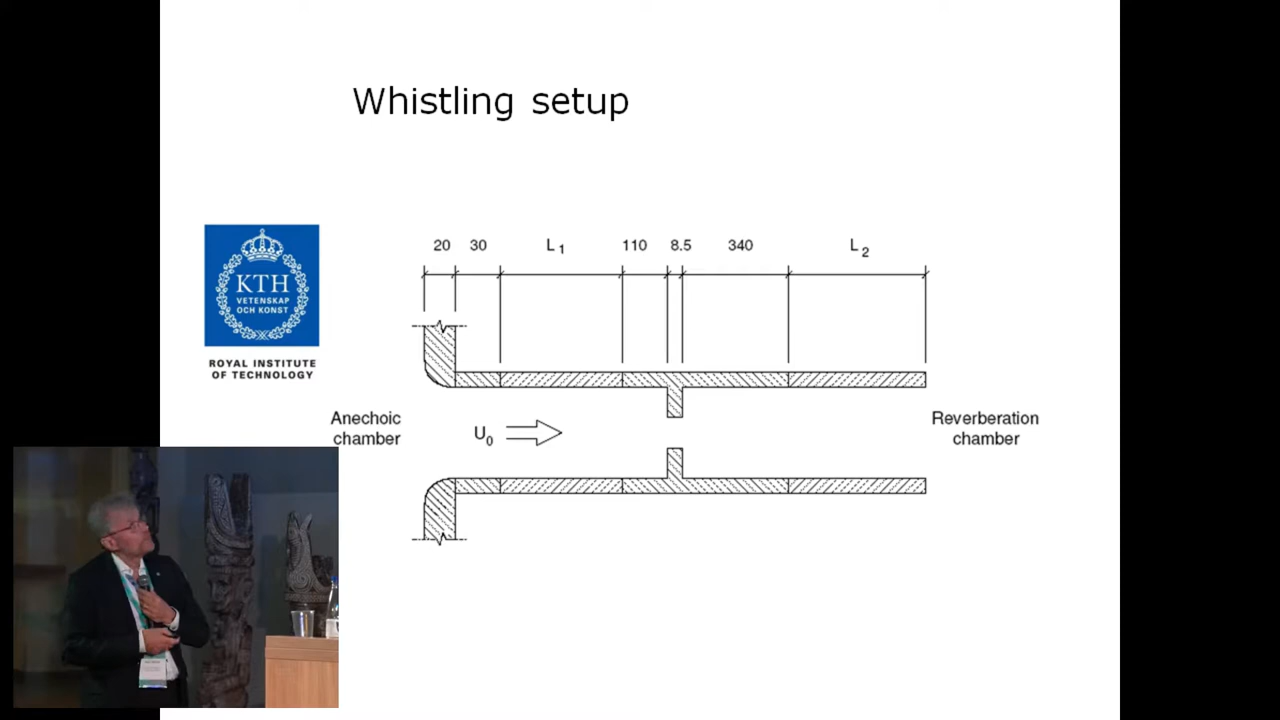 Whistling setup
KTH
VETENSKAP
OCH KONST
ROYAL INSTITUTE
OF TECHNOLOGY
20 30 L1 110 8.5 340 L2
Anechoic
chamber
U0
Reverberation
chamber